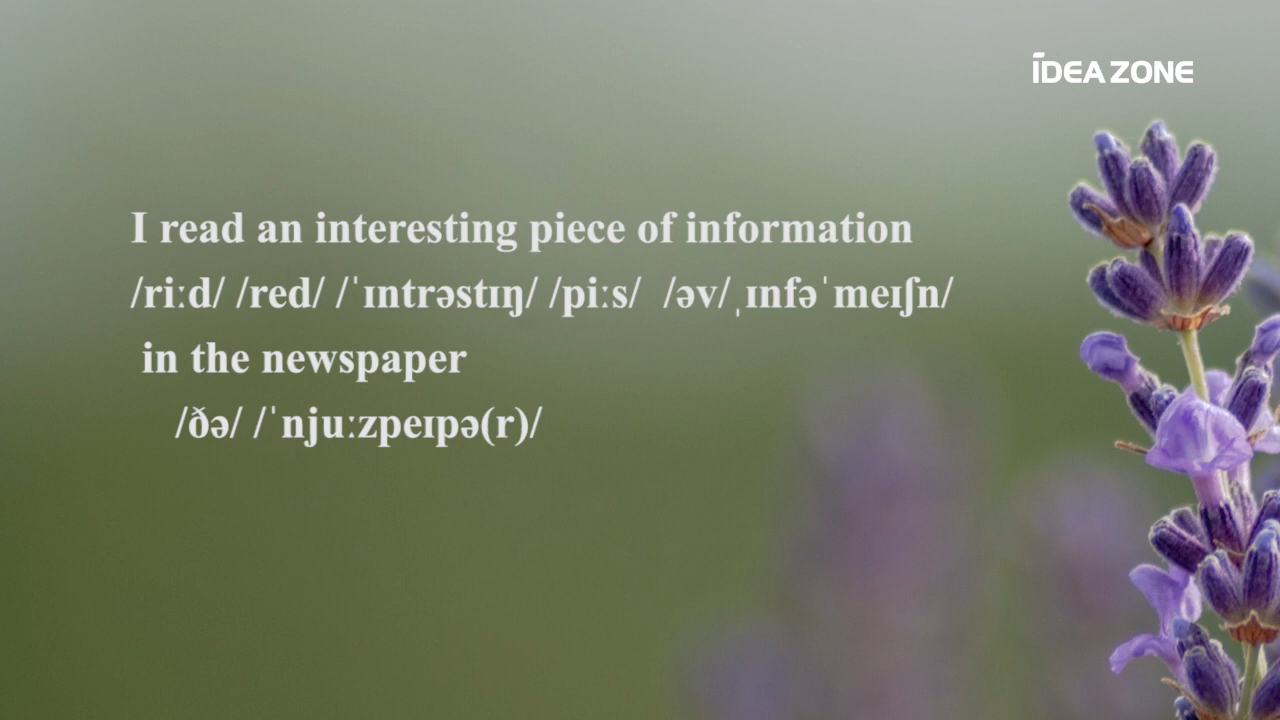 IDEA ZONE
I read an interesting piece of information
/riːd/ /red/ /ˈɪntrəstɪŋ/ /piːs/ /əv/ˌɪnfəˈmeɪʃn/
in the newspaper
/ðə/ /ˈnjuːzpeɪpə(r)/